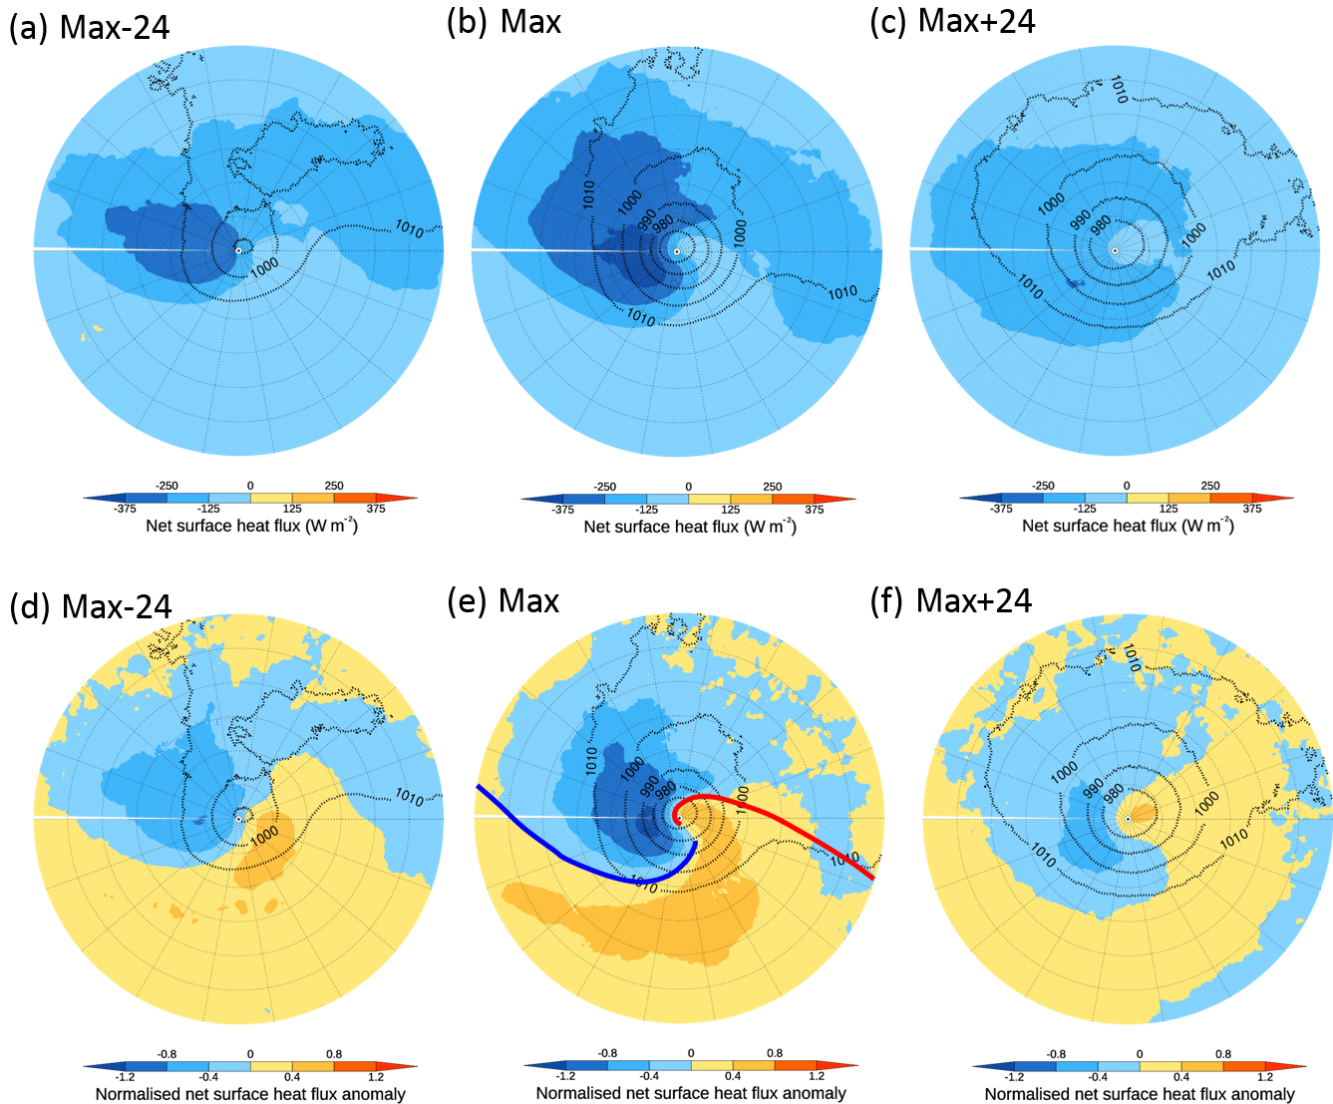 (a) Max-24
(b) Max
(c) Max+24
1010
1000
1010
1010
1000
990
980
1000
1010
1010
1010
1000
990
980
1000
1010
1010
-250 0 250
-375 -125 125 375
Net surface heat flux (W m⁻²)
-250 0 250
-375 -125 125 375
Net surface heat flux (W m⁻²)
-250 0 250
-375 -125 125 375
Net surface heat flux (W m⁻²)
(d) Max-24
(e) Max
(f) Max+24
1010
1000
1010
1000
990
980
1000
1010
1010
1010
1000
990
980
1000
1010
1010
-0.8 0 0.8
-1.2 -0.4 0.4 1.2
Normalised net surface heat flux anomaly
-0.8 0 0.8
-1.2 -0.4 0.4 1.2
Normalised net surface heat flux anomaly
-0.8 0 0.8
-1.2 -0.4 0.4 1.2
Normalised net surface heat flux anomaly